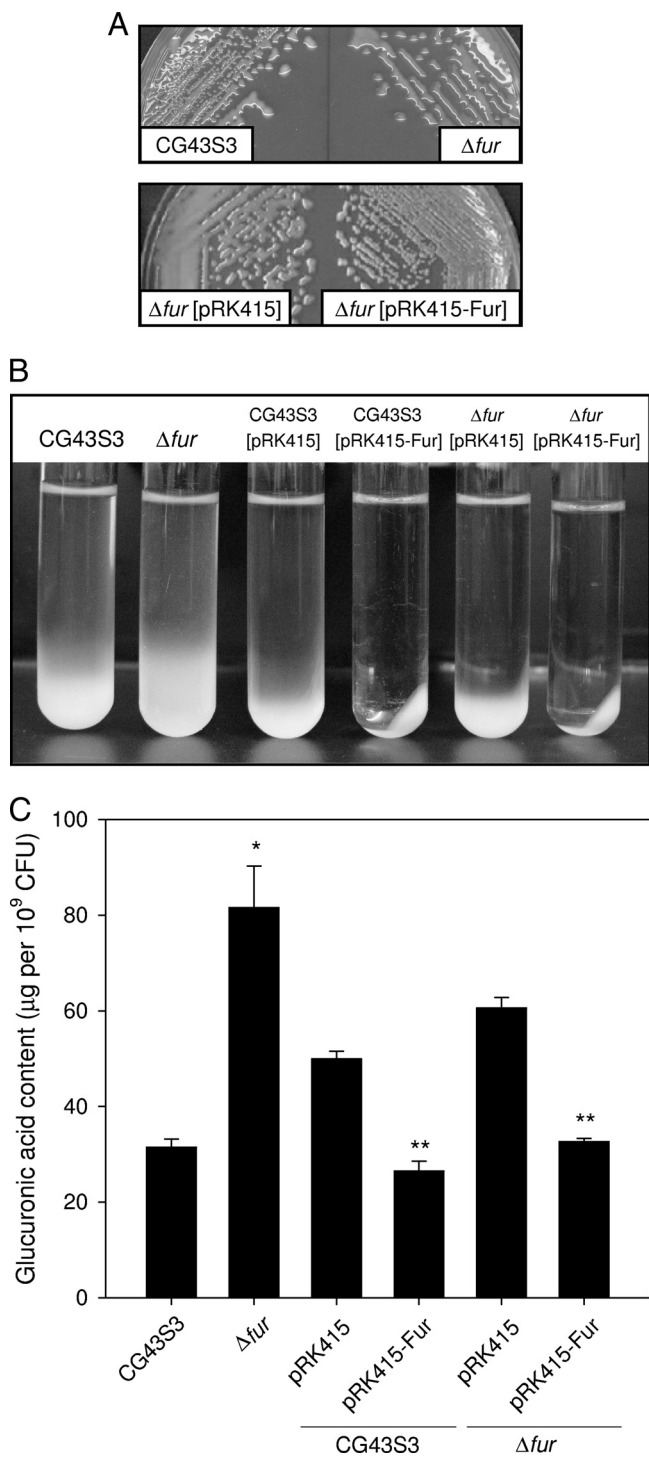 A
CG43S3
Δfur
Δfur [pRK415]
Δfur [pRK415-Fur]
B
CG43S3
Δfur
CG43S3
[pRK415]
CG43S3
[pRK415-Fur]
Δfur
[pRK415]
Δfur
[pRK415-Fur]
C
Glucuronic acid content (μg per 10⁹ CFU)
100
80
60
40
20
0
*
**
**
CG43S3
Δfur
pRK415
pRK415-Fur
pRK415
pRK415-Fur
CG43S3
Δfur